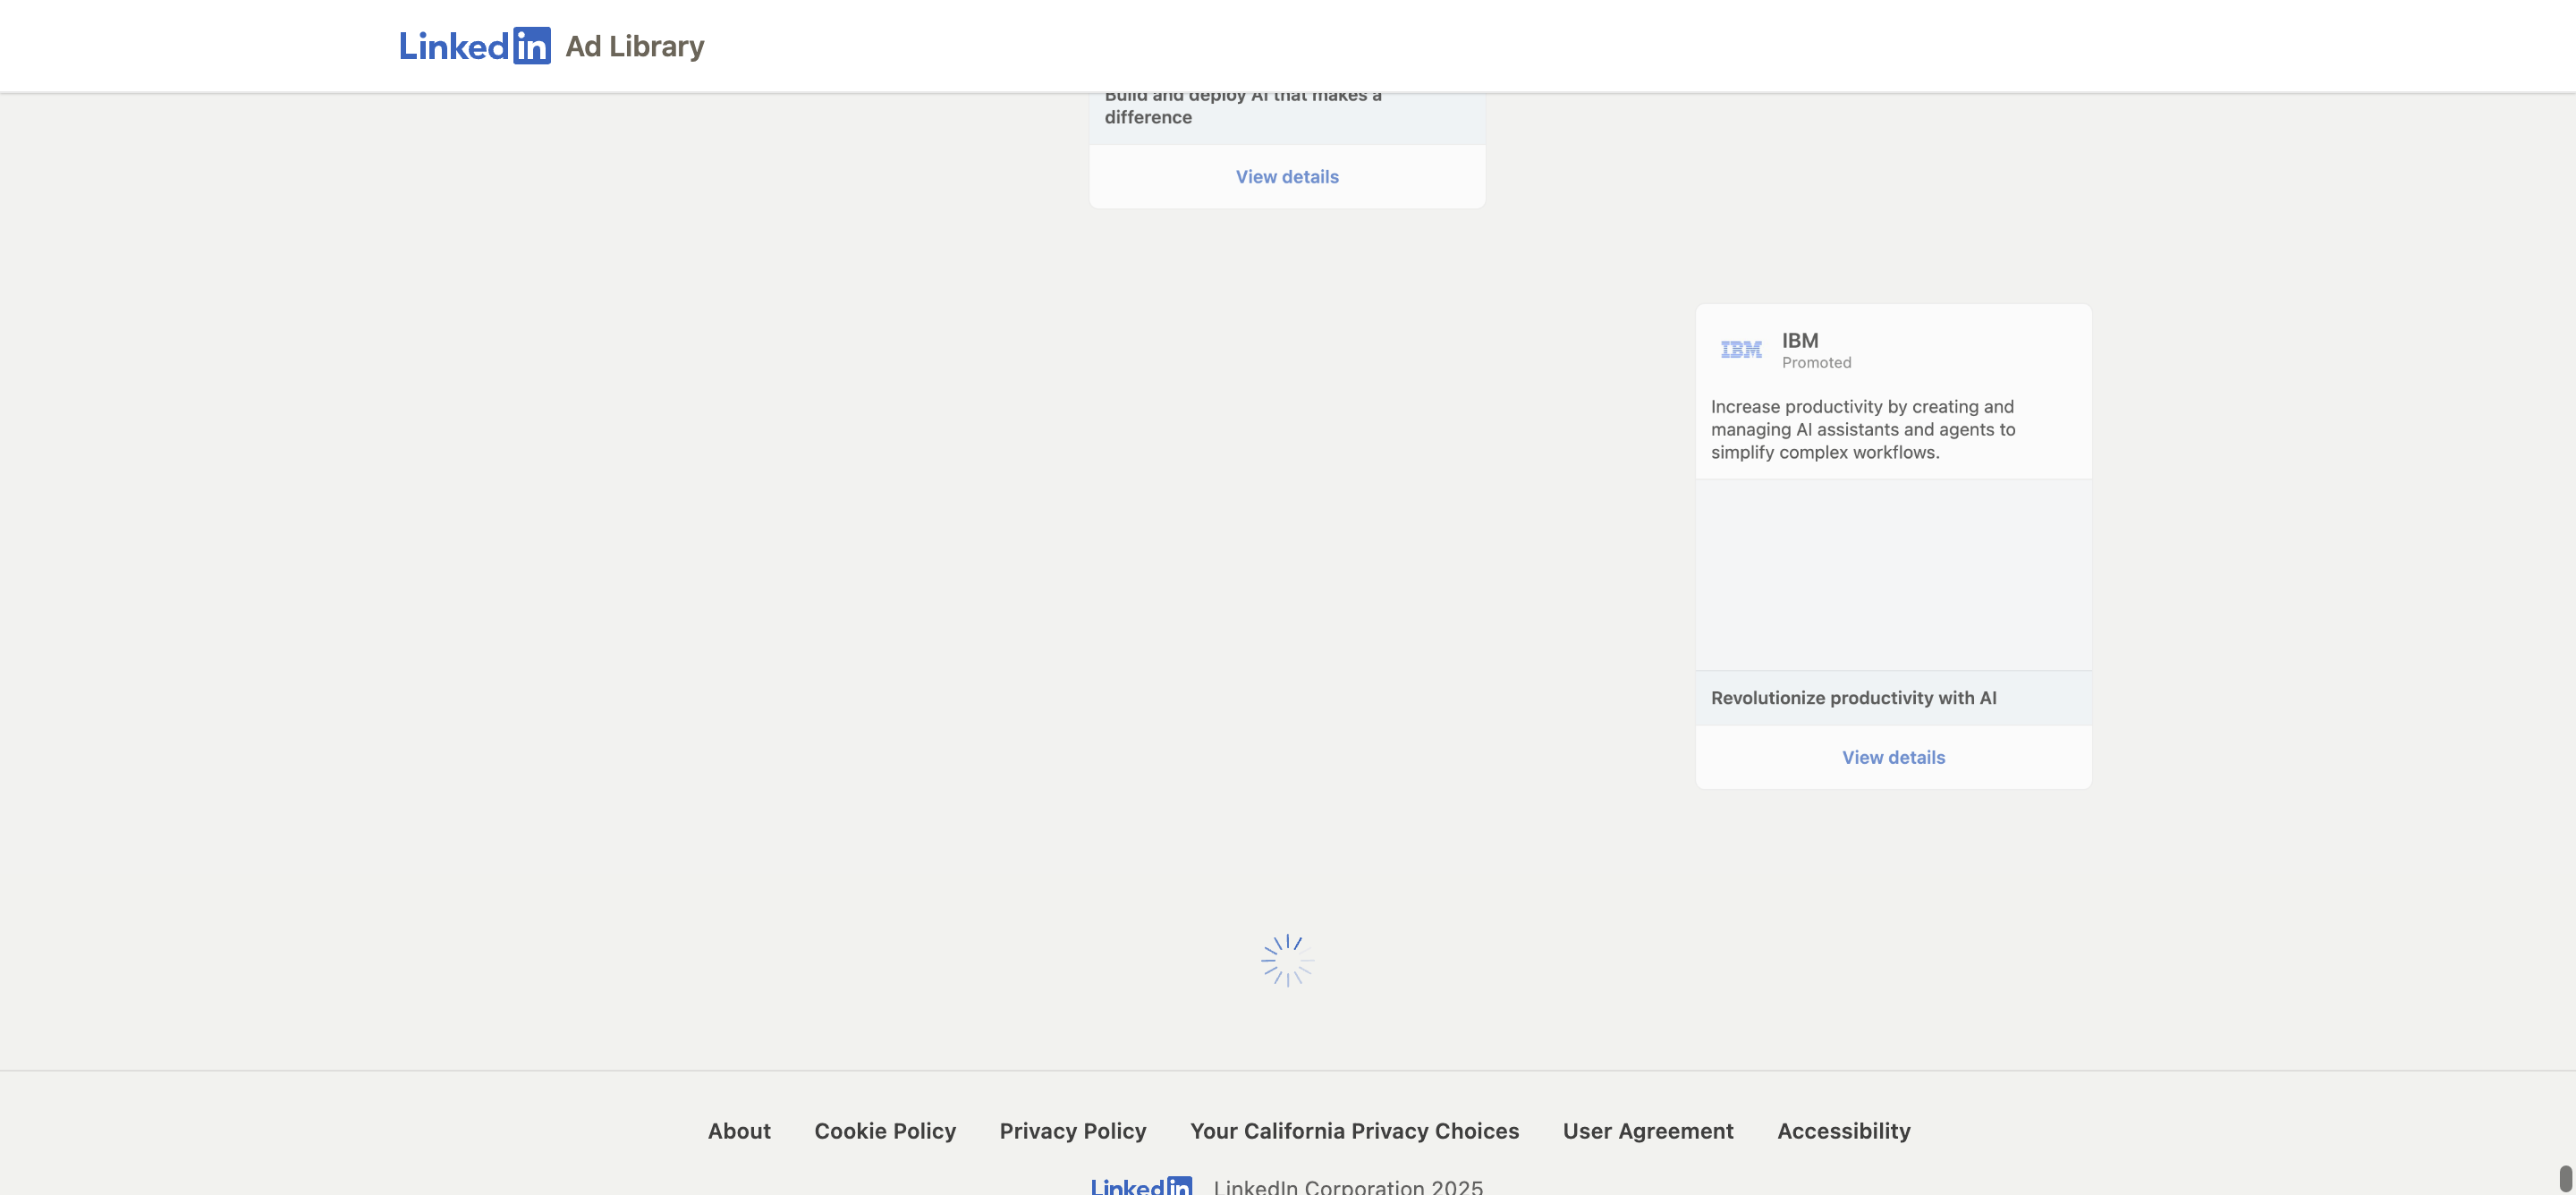 Linkedin Ad Library
Build and deploy AI that makes a
difference
View details
IBM IBM
Promoted
Increase productivity by creating and
managing AI assistants and agents to
simplify complex workflows.
Revolutionize productivity with AI
View details
About Cookie Policy Privacy Policy Your California Privacy Choices User Agreement Accessibility
Linkedin LinkedIn Corporation 2025